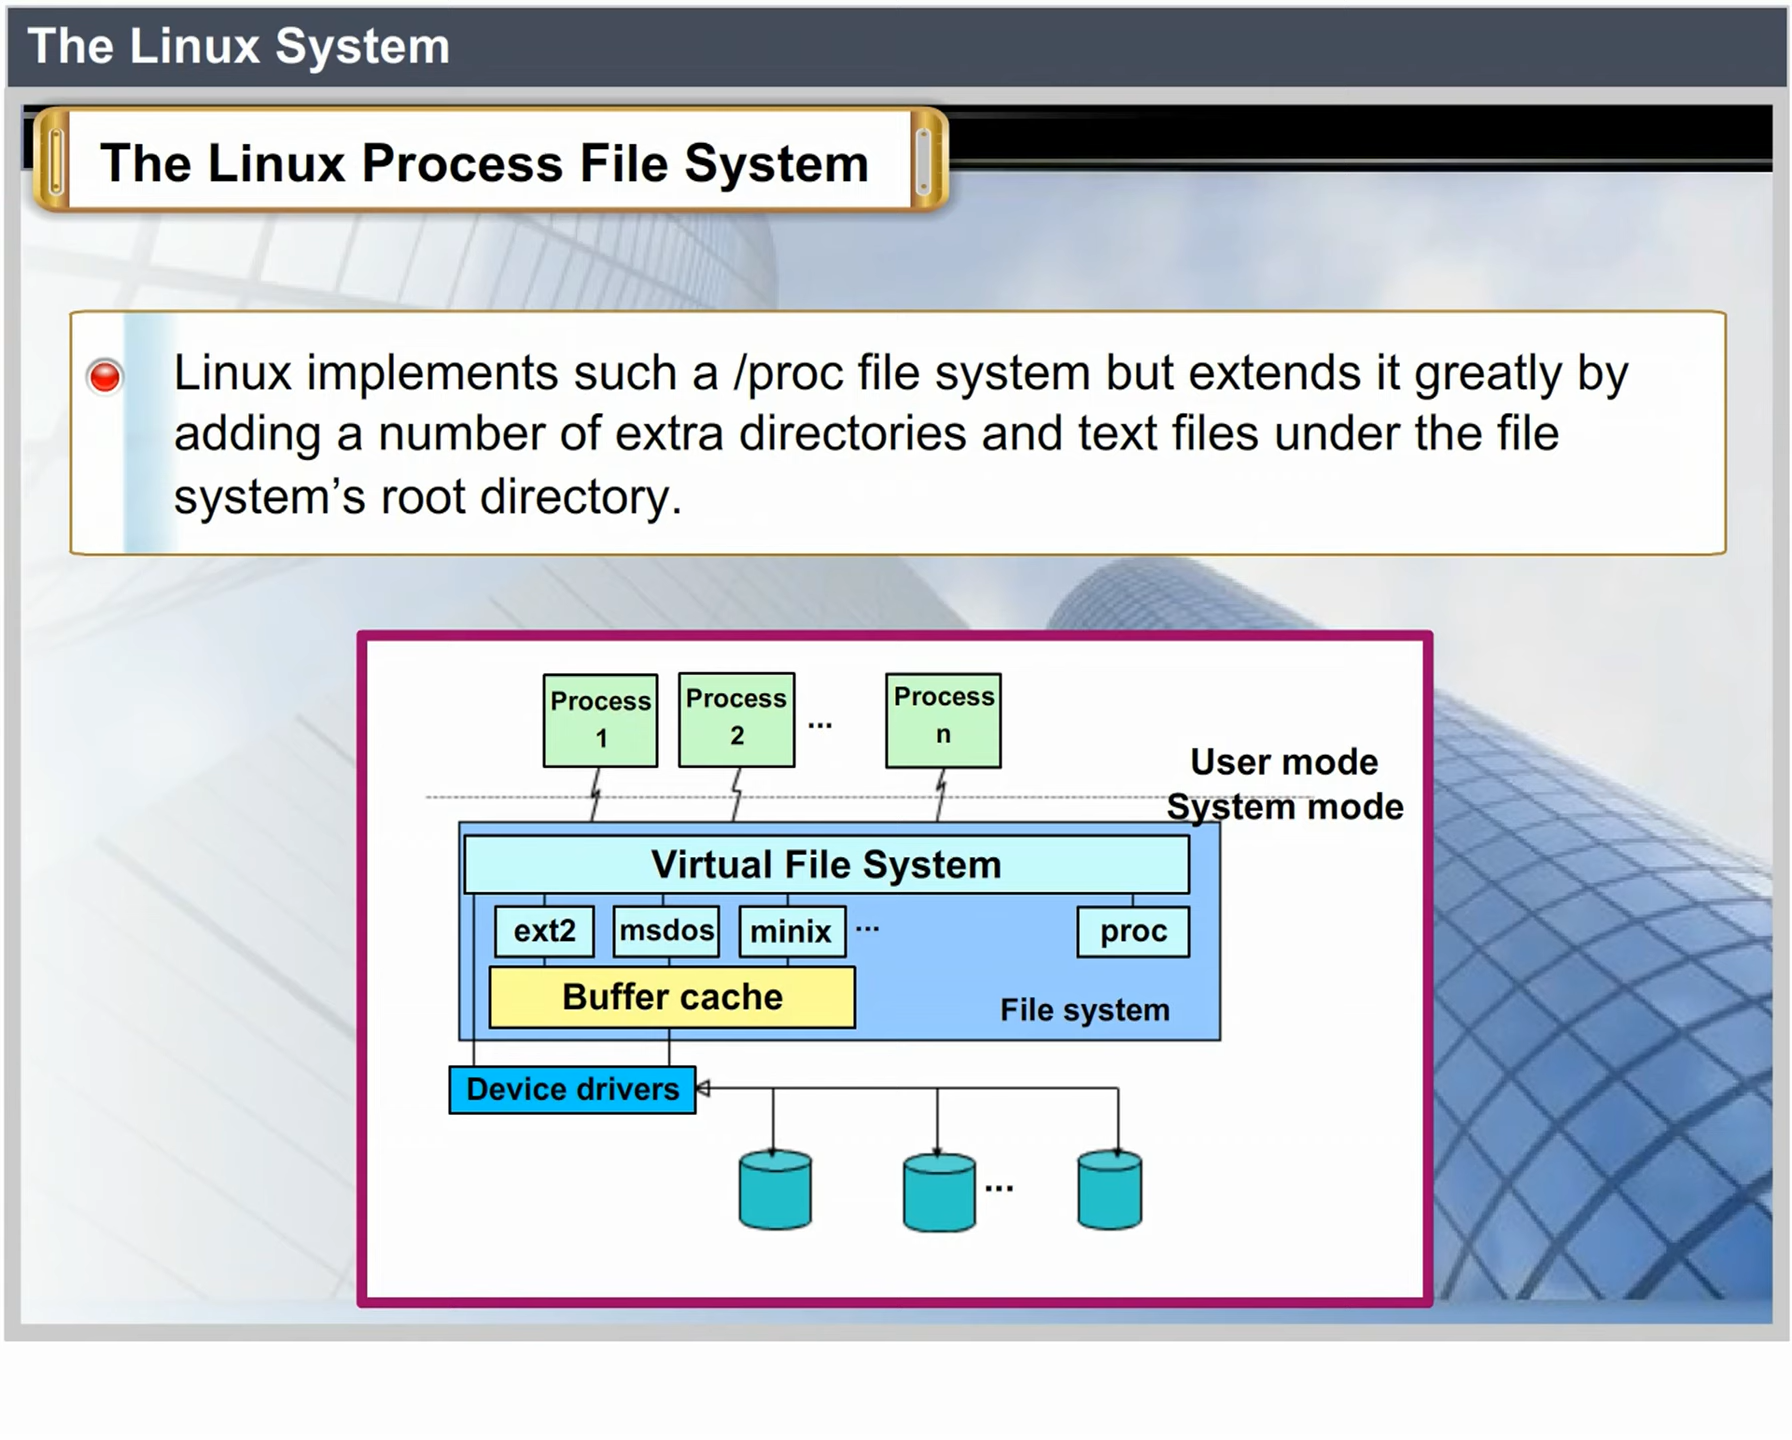 The Linux System
The Linux Process File System
Linux implements such a /proc file system but extends it greatly by
adding a number of extra directories and text files under the file
system’s root directory.
Process
1
Process
2
...
Process
n
User mode
System mode
Virtual File System
ext2
msdos
minix
...
proc
Buffer cache
File system
Device drivers
...